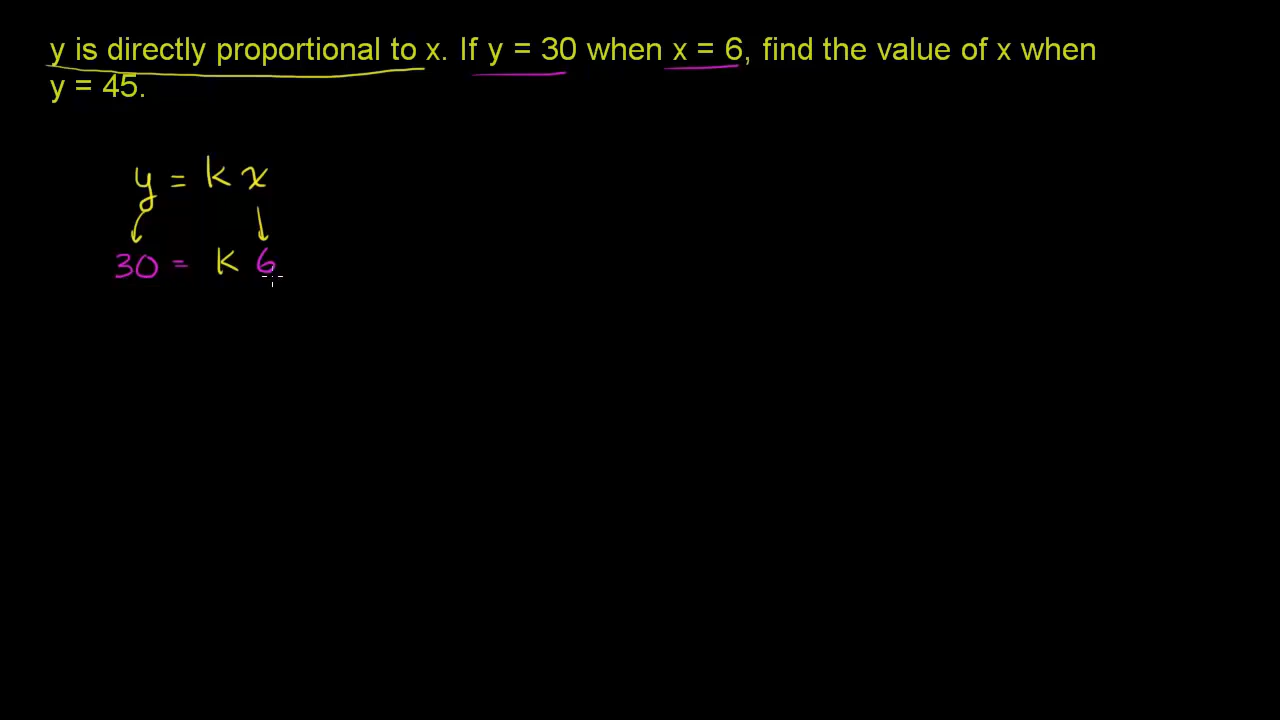 y is directly proportional to x. If y = 30 when x = 6, find the value of x when
y = 45.
y = k x
30 = k 6